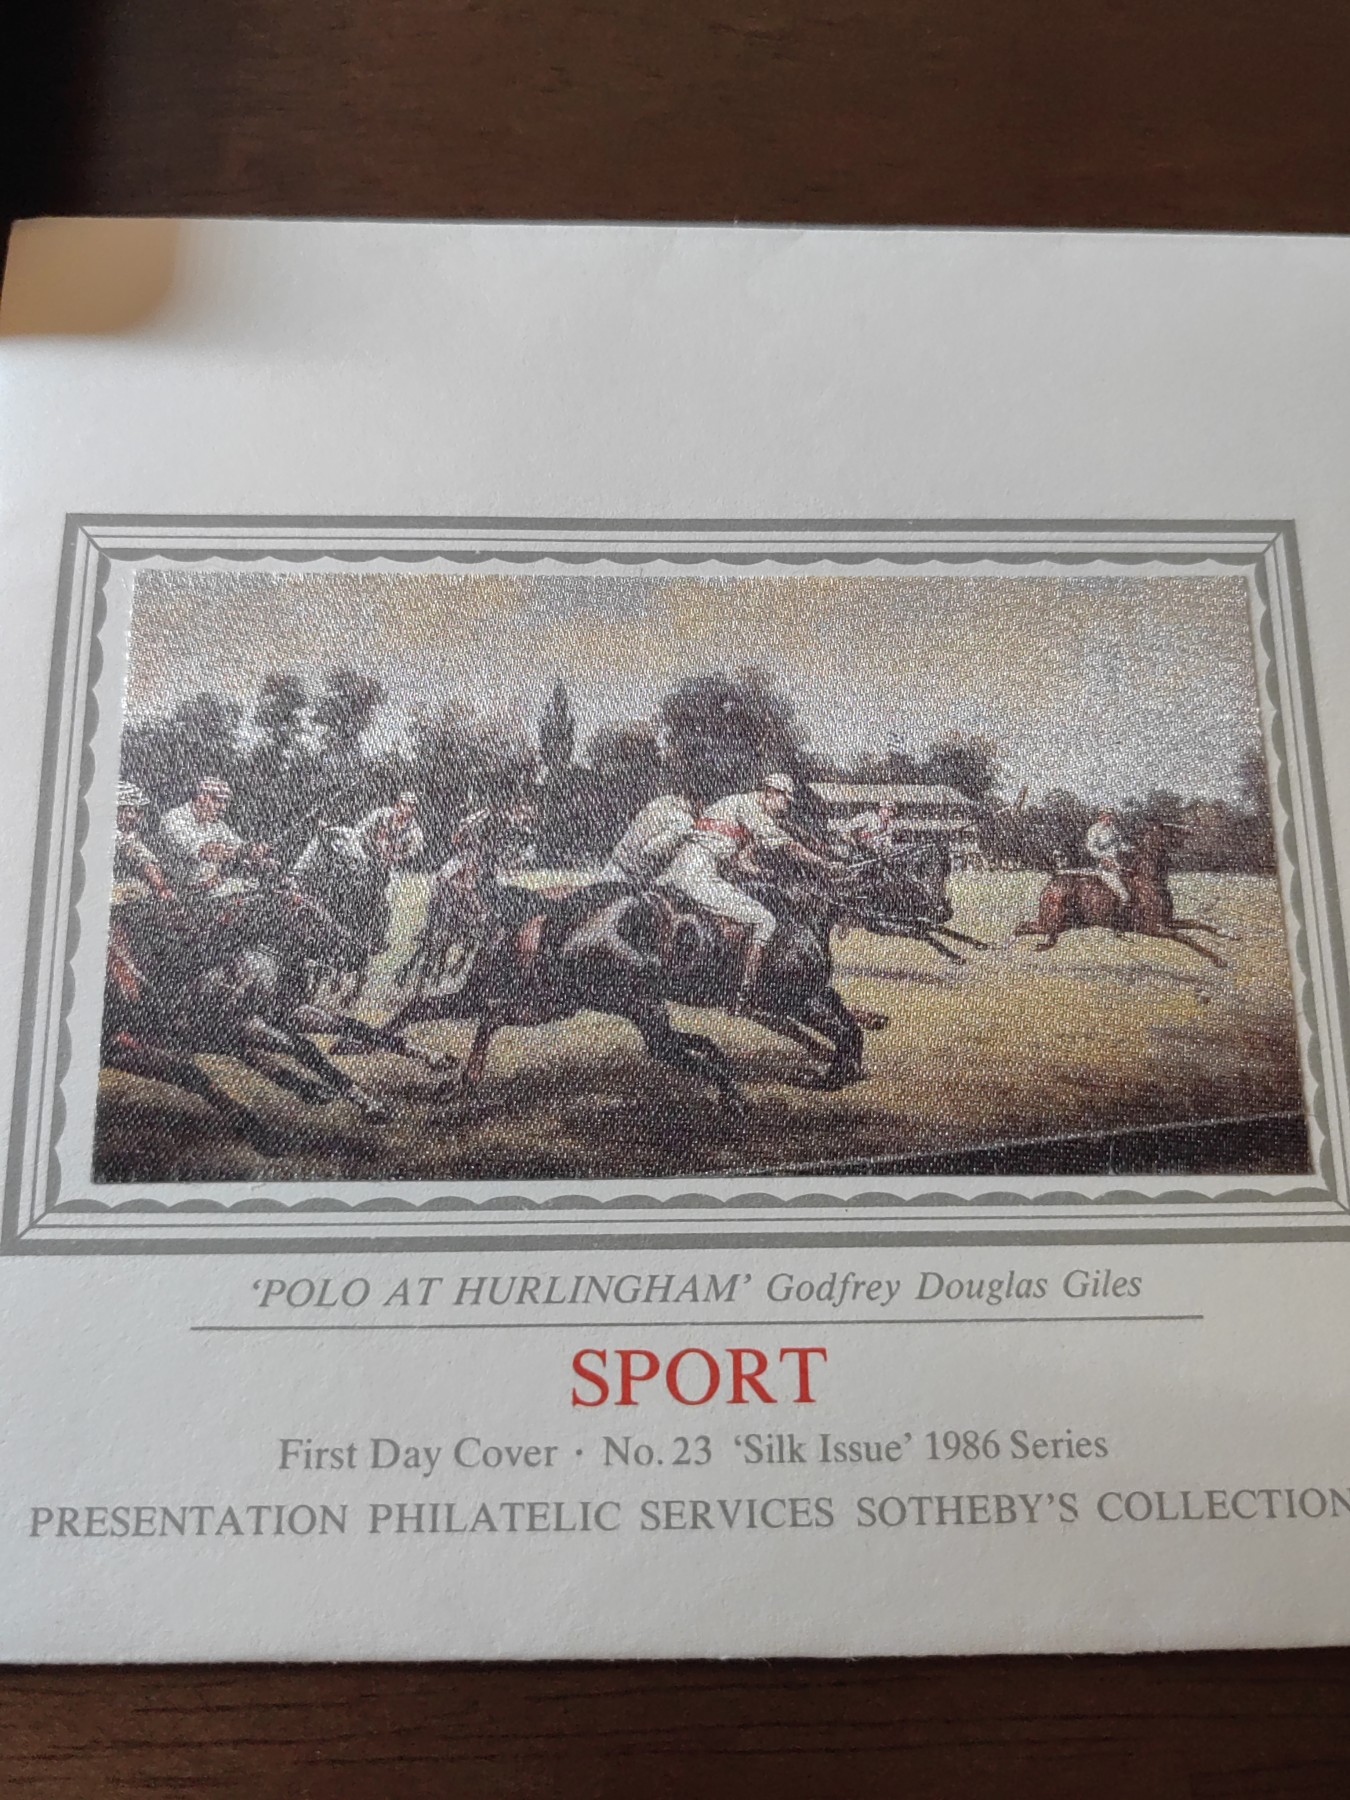 ‘POLO AT HURLINGHAM’ Godfrey Douglas Giles
SPORT
First Day Cover · No. 23 ‘Silk Issue’ 1986 Series
PRESENTATION PHILATELIC SERVICES SOTHEBY’S COLLECTION